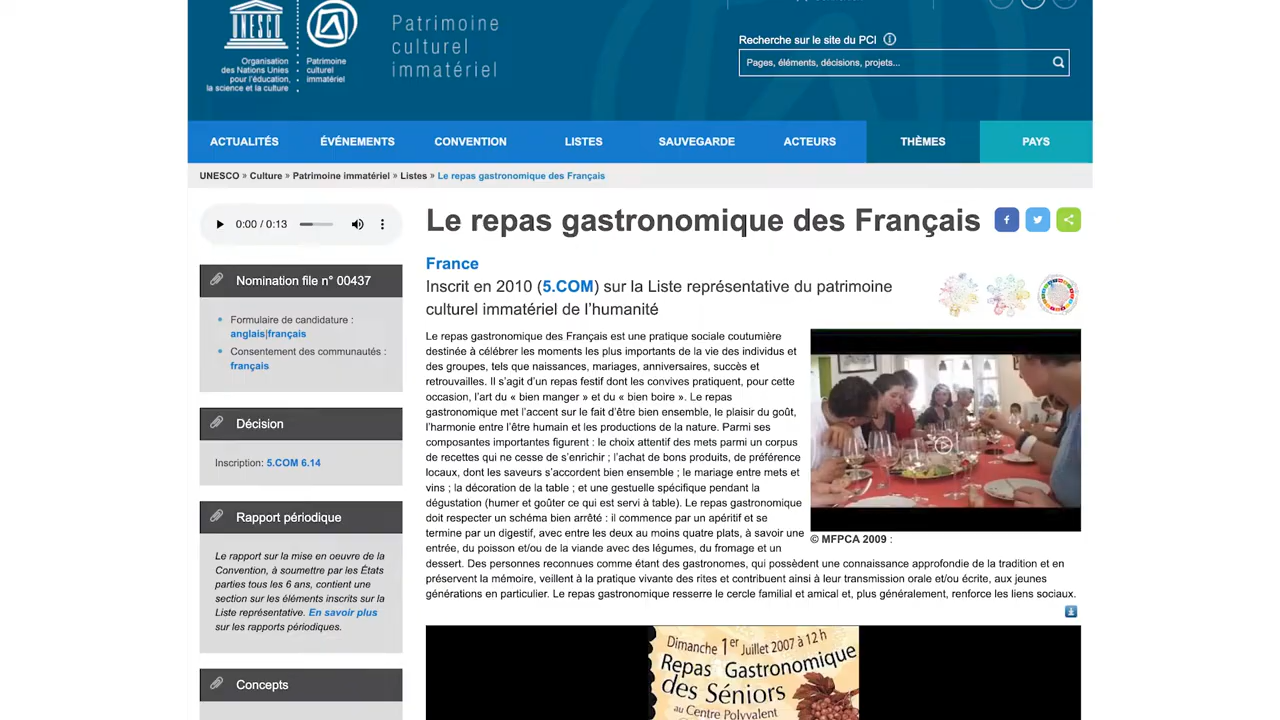 UNESCO
Organisation
des Nations Unies
pour l'éducation,
la science et la culture
Patrimoine
culturel
immatériel
Patrimoine
culturel
immatériel
Recherche sur le site du PCI
Pages, éléments, décisions, projets...
ACTUALITÉS ÉVÉNEMENTS CONVENTION LISTES SAUVEGARDE ACTEURS THÈMES PAYS
UNESCO » Culture » Patrimoine immatériel » Listes » Le repas gastronomique des Français
0:00 / 0:13
Nomination file n° 00437
Formulaire de candidature :
anglais|français
Consentement des communautés :
français
Décision
Inscription: 5.COM 6.14
Rapport périodique
Le rapport sur la mise en oeuvre de la
Convention, à soumettre par les États
parties tous les 6 ans, contient une
section sur les éléments inscrits sur la
Liste représentative. En savoir plus
sur les rapports périodiques.
Concepts
Le repas gastronomique des Français
France
Inscrit en 2010 (5.COM) sur la Liste représentative du patrimoine
culturel immatériel de l'humanité
Le repas gastronomique des Français est une pratique sociale coutumière
destinée à célébrer les moments les plus importants de la vie des individus et
des groupes, tels que naissances, mariages, anniversaires, succès et
retrouvailles. Il s'agit d'un repas festif dont les convives pratiquent, pour cette
occasion, l'art du « bien manger » et du « bien boire ». Le repas
gastronomique met l'accent sur le fait d'être bien ensemble, le plaisir du goût,
l'harmonie entre l'être humain et les productions de la nature. Parmi ses
composantes importantes figurent : le choix attentif des mets parmi un corpus
de recettes qui ne cesse de s'enrichir ; l'achat de bons produits, de préférence
locaux, dont les saveurs s'accordent bien ensemble ; le mariage entre mets et
vins ; la décoration de la table ; et une gestuelle spécifique pendant la
dégustation (humer et goûter ce qui est servi à table). Le repas gastronomique
doit respecter un schéma bien arrêté : il commence par un apéritif et se
termine par un digestif, avec entre les deux au moins quatre plats, à savoir une
entrée, du poisson et/ou de la viande avec des légumes, du fromage et un
dessert. Des personnes reconnues comme étant des gastronomes, qui possèdent une connaissance approfondie de la tradition et en
préservent la mémoire, veillent à la pratique vivante des rites et contribuent ainsi à leur transmission orale et/ou écrite, aux jeunes
générations en particulier. Le repas gastronomique resserre le cercle familial et amical et, plus généralement, renforce les liens sociaux.
© MFPCA 2009 :
Dimanche 1er Juillet 2007 à 12 h
Repas Gastronomique
des Séniors
au Centre Polyvalent